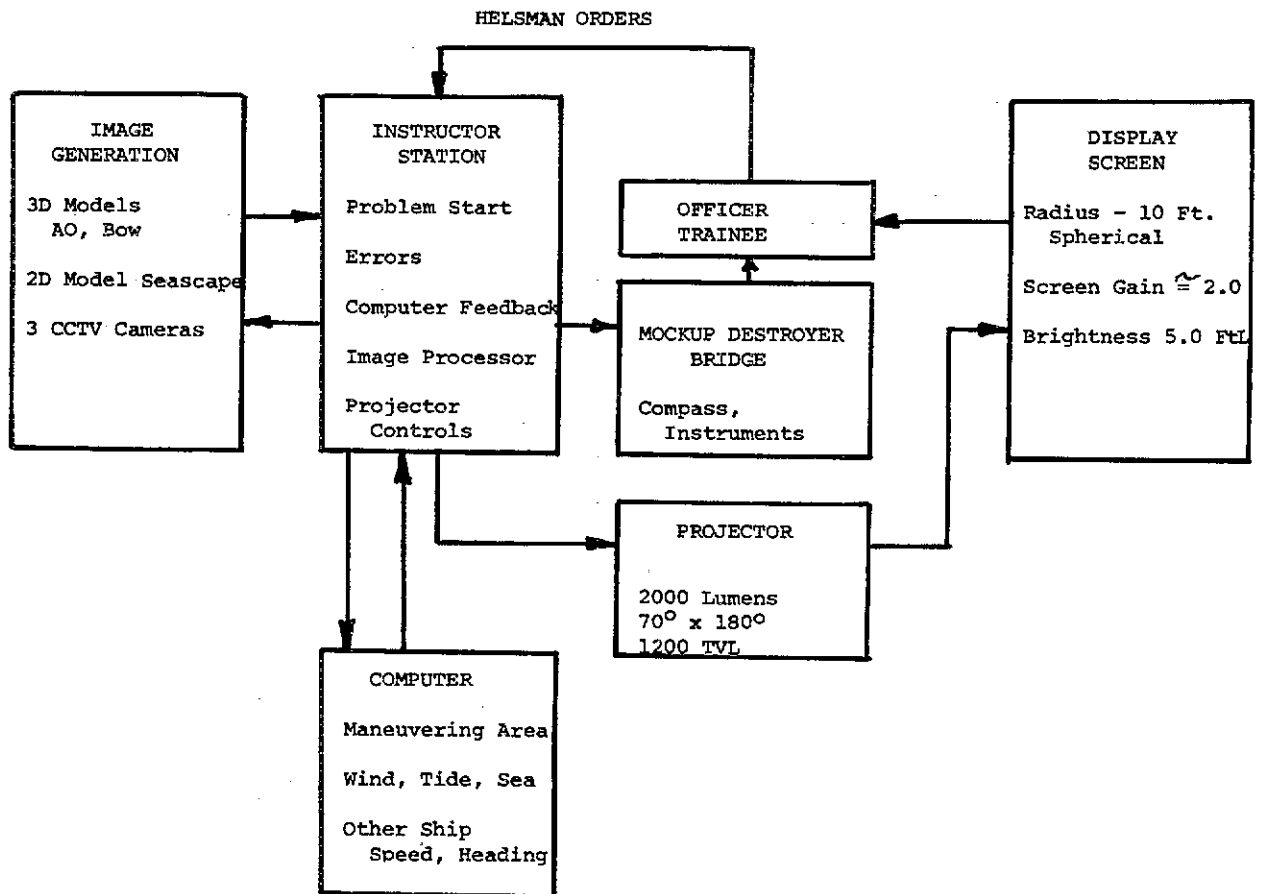 HELSMAN ORDERS
IMAGE
GENERATION
3D Models
AO, Bow
2D Model Seascape
3 CCTV Cameras
INSTRUCTOR
STATION
Problem Start
Errors
Computer Feedback
Image Processor
Projector
Controls
OFFICER
TRAINEE
MOCKUP DESTROYER
BRIDGE
Compass,
Instruments
DISPLAY
SCREEN
Radius - 10 Ft.
Spherical
Screen Gain ≅ 2.0
Brightness 5.0 FtL
PROJECTOR
2000 Lumens
70° x 180°
1200 TVL
COMPUTER
Maneuvering Area
Wind, Tide, Sea
Other Ship
Speed, Heading